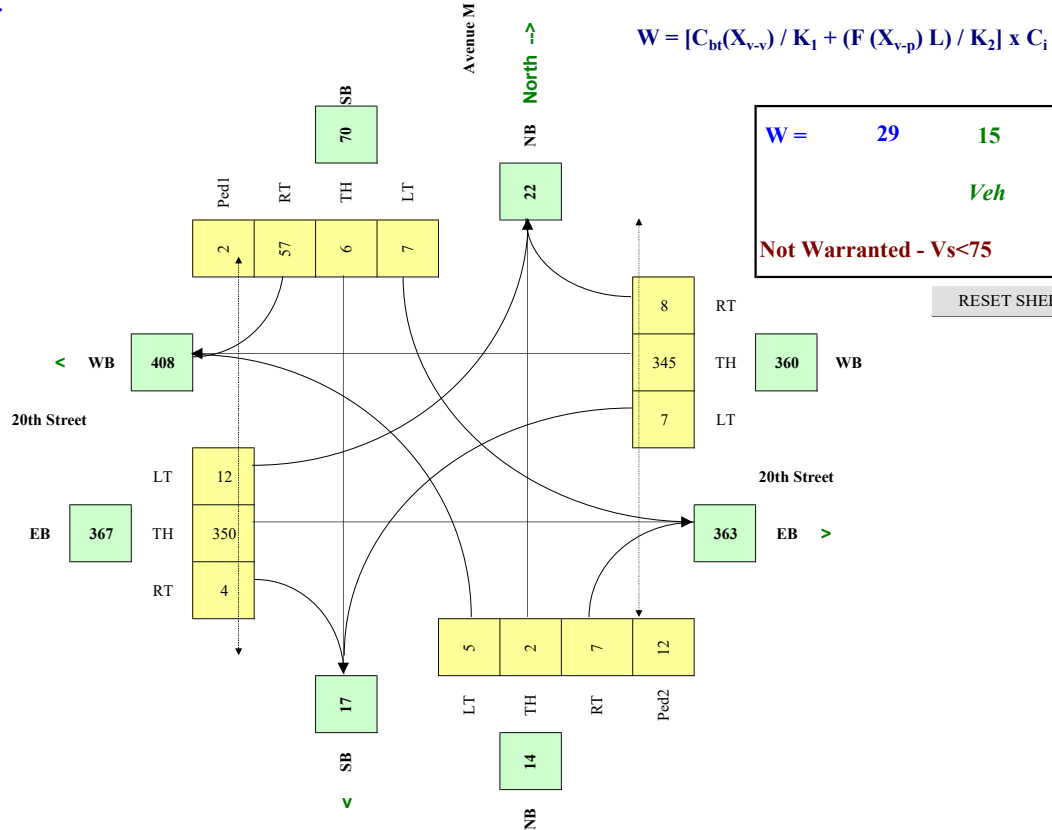 W = [Cbt(Xv-v) / K1 + (F (Xv-p) L) / K2] x Ci
Avenue M
North -->
SB
70
NB
22
W = 29 15
Veh
Not Warranted - Vs<75
Ped1 RT TH LT
2 57 6 7
8 RT
< WB 408
345 TH 360 WB
7 LT
20th Street
LT 12
20th Street
EB 367 TH 350
363 EB >
RT 4
5 2 7 12
LT TH RT Ped2
17
SB
v
14
NB